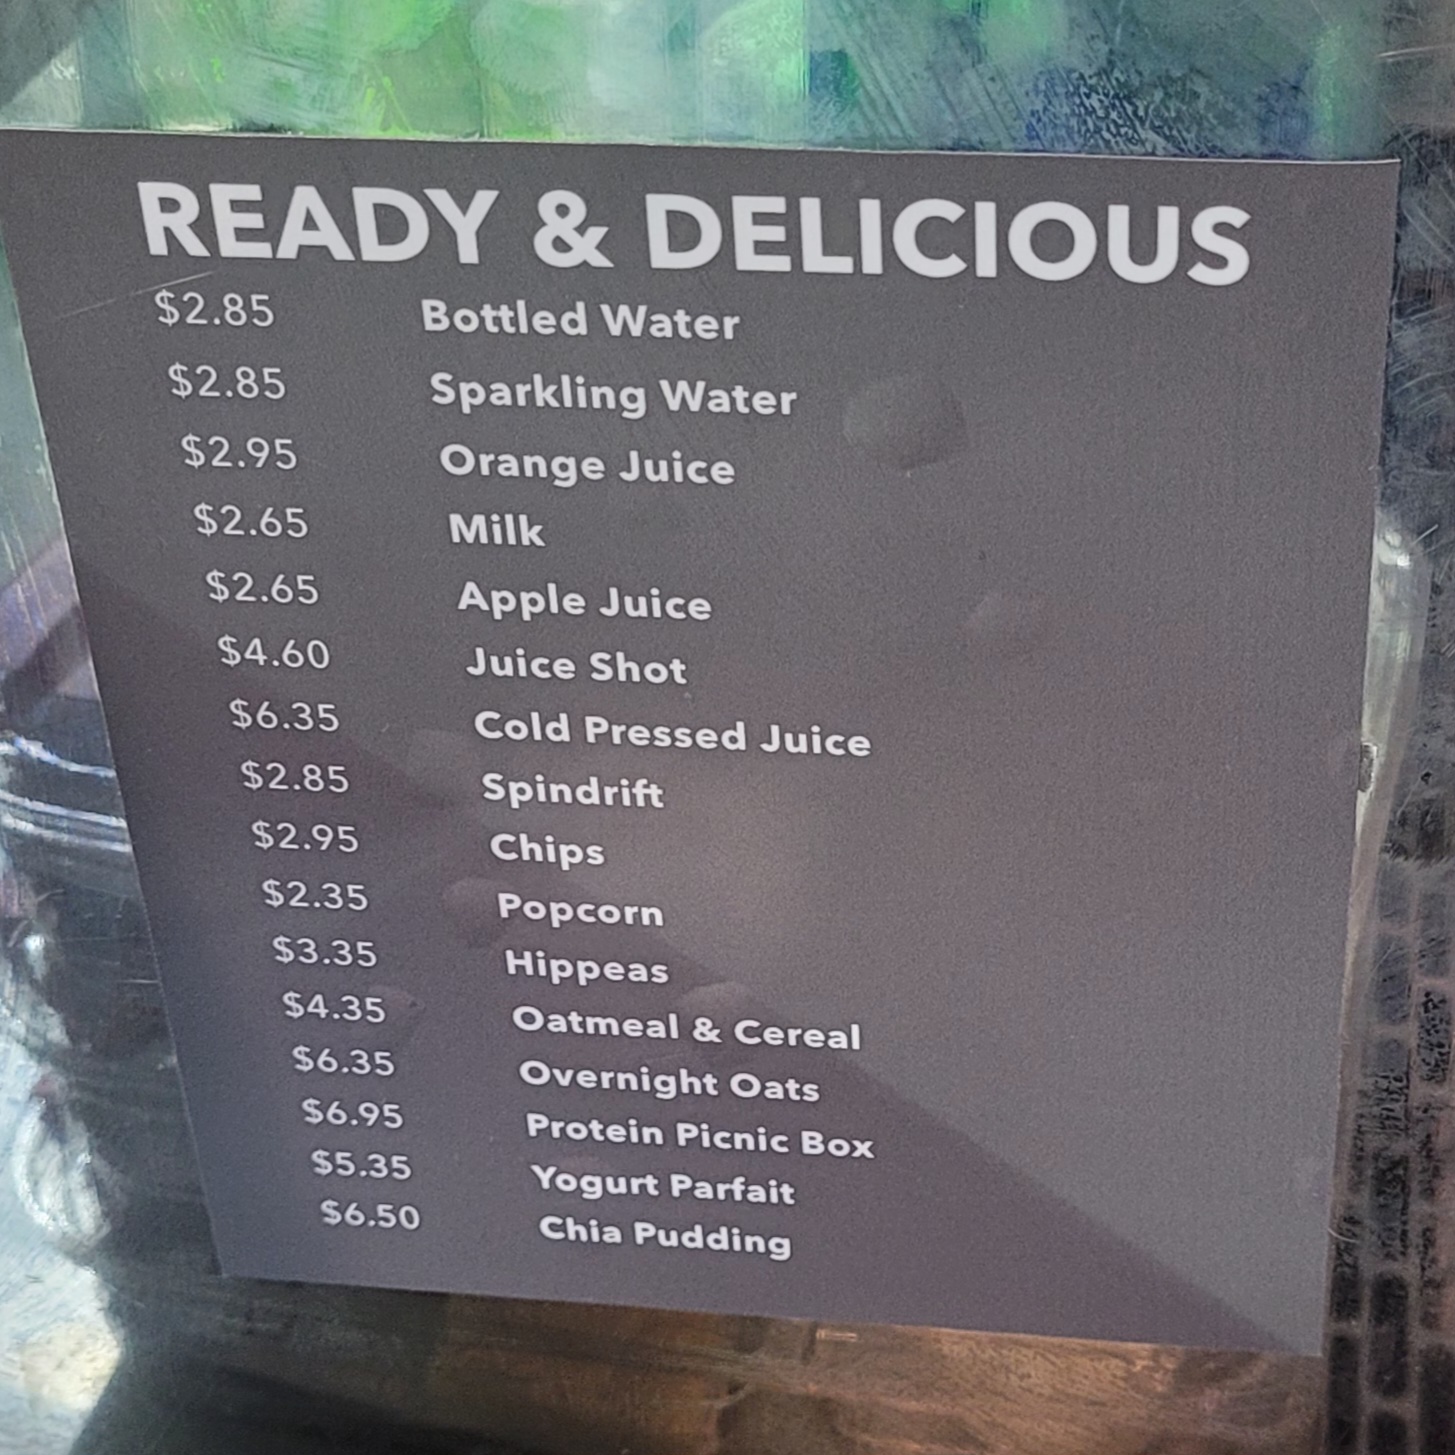 READY & DELICIOUS
$2.85 Bottled Water
$2.85 Sparkling Water
$2.95 Orange Juice
$2.65 Milk
$2.65 Apple Juice
$4.60 Juice Shot
$6.35 Cold Pressed Juice
$2.85 Spindrift
$2.95 Chips
$2.35 Popcorn
$3.35 Hippeas
$4.35 Oatmeal & Cereal
$6.35 Overnight Oats
$6.95 Protein Picnic Box
$5.35 Yogurt Parfait
$6.50 Chia Pudding